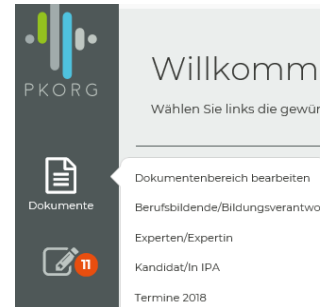 PKORG
Willkomm
Wählen Sie links die gewür
Dokumente
Dokumentenbereich bearbeiten
Berufsbildende/Bildungsverantwo
Experten/Expertin
11
Kandidat/In IPA
Termine 2018